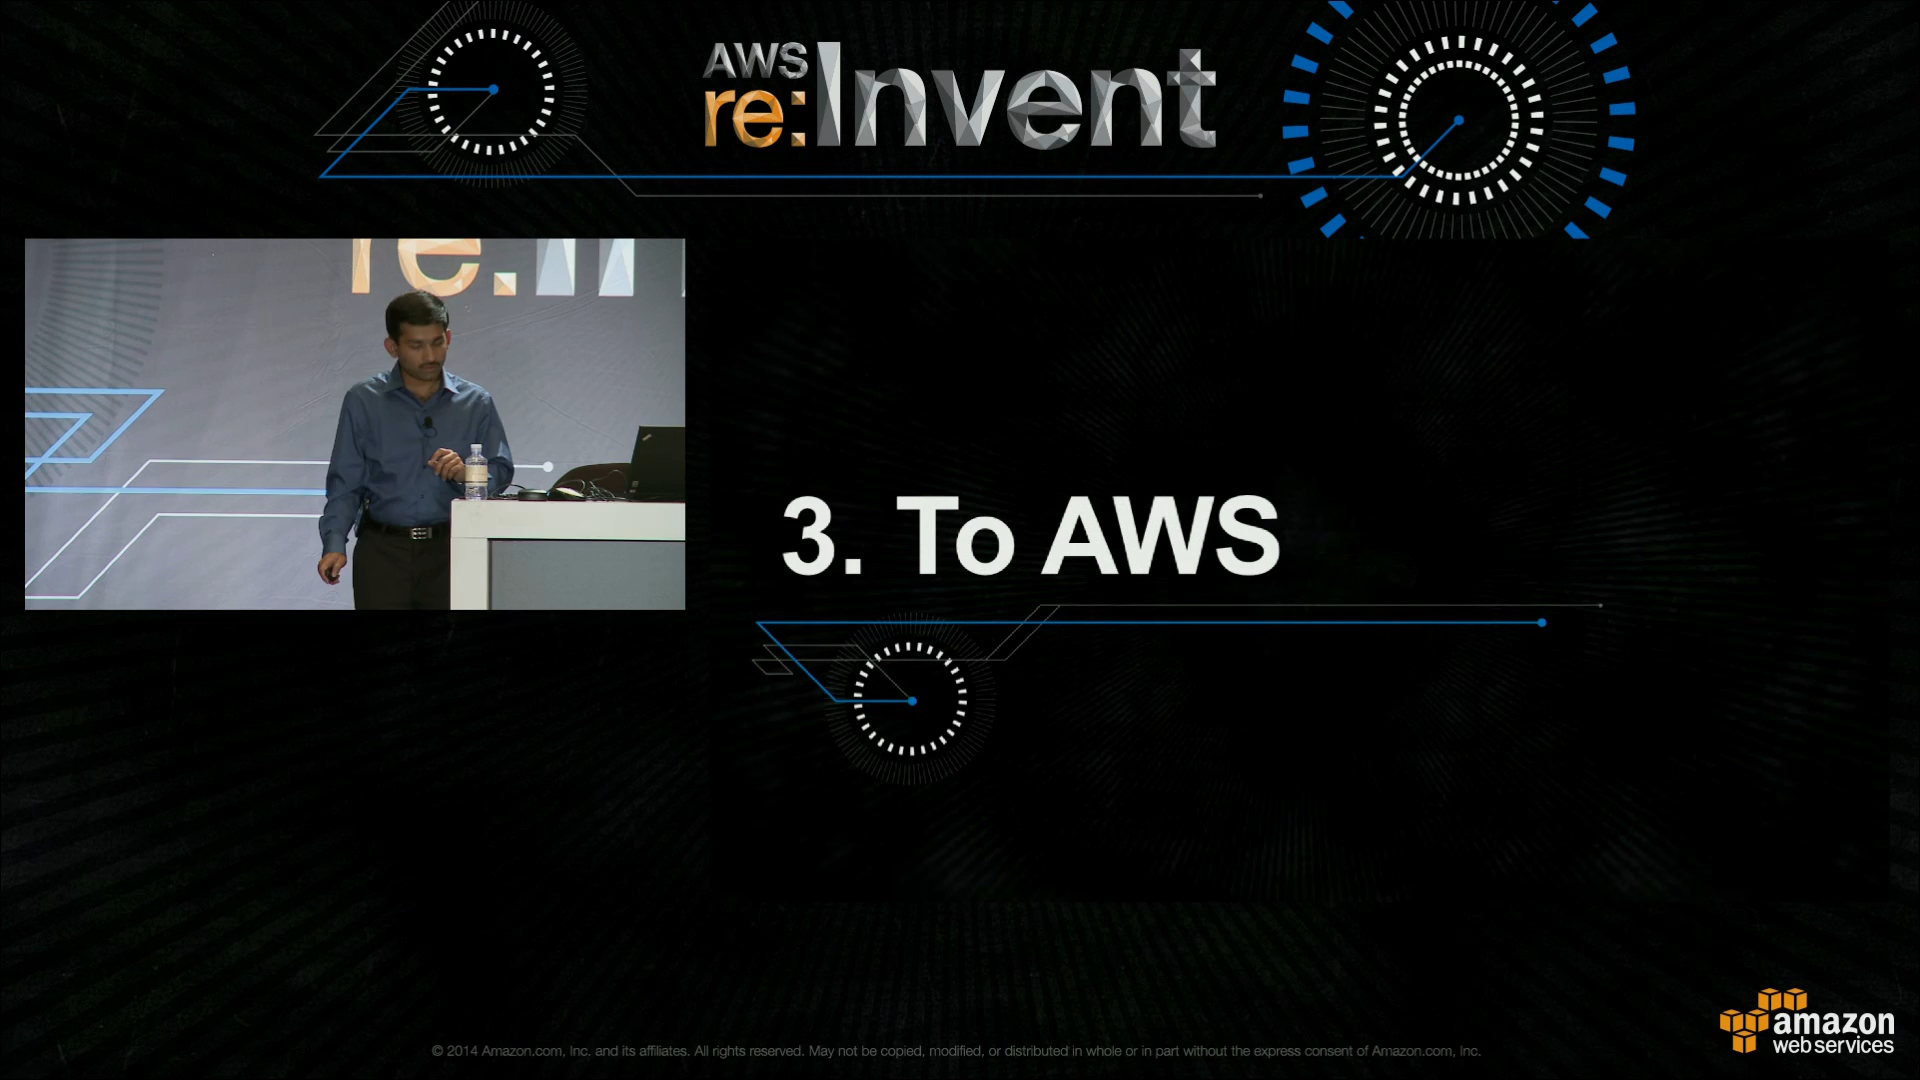 AWS
re:Invent
re:In
3. To AWS
amazon
web services
© 2014 Amazon.com, Inc. and its affiliates. All rights reserved. May not be copied, modified, or distributed in whole or in part without the express consent of Amazon.com, Inc.